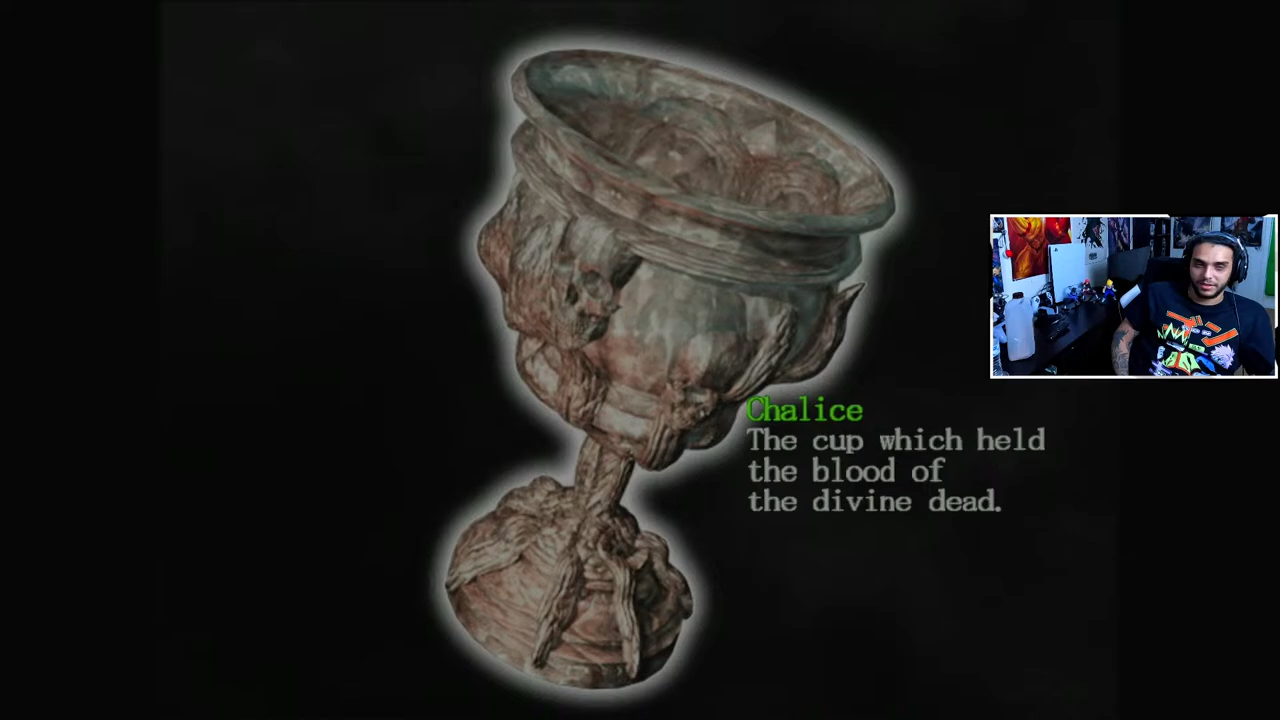 Chalice
The cup which held
the blood of
the divine dead.